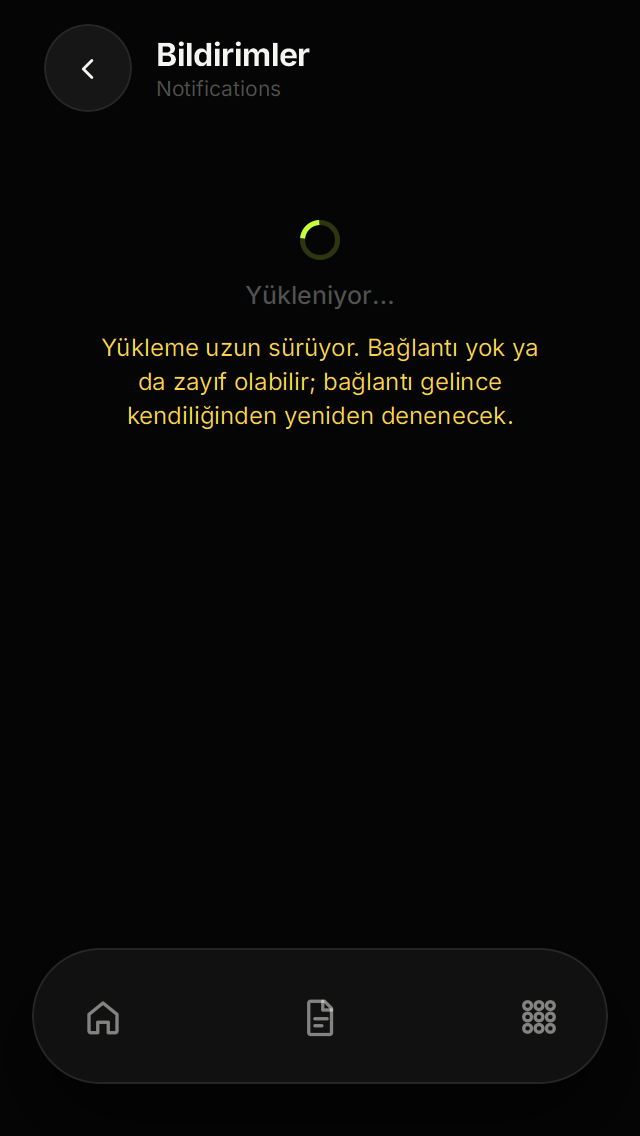 Bildirimler
Notifications
Yükleniyor...
Yükleme uzun sürüyor. Bağlantı yok ya
da zayıf olabilir; bağlantı gelince
kendiliğinden yeniden denenecek.